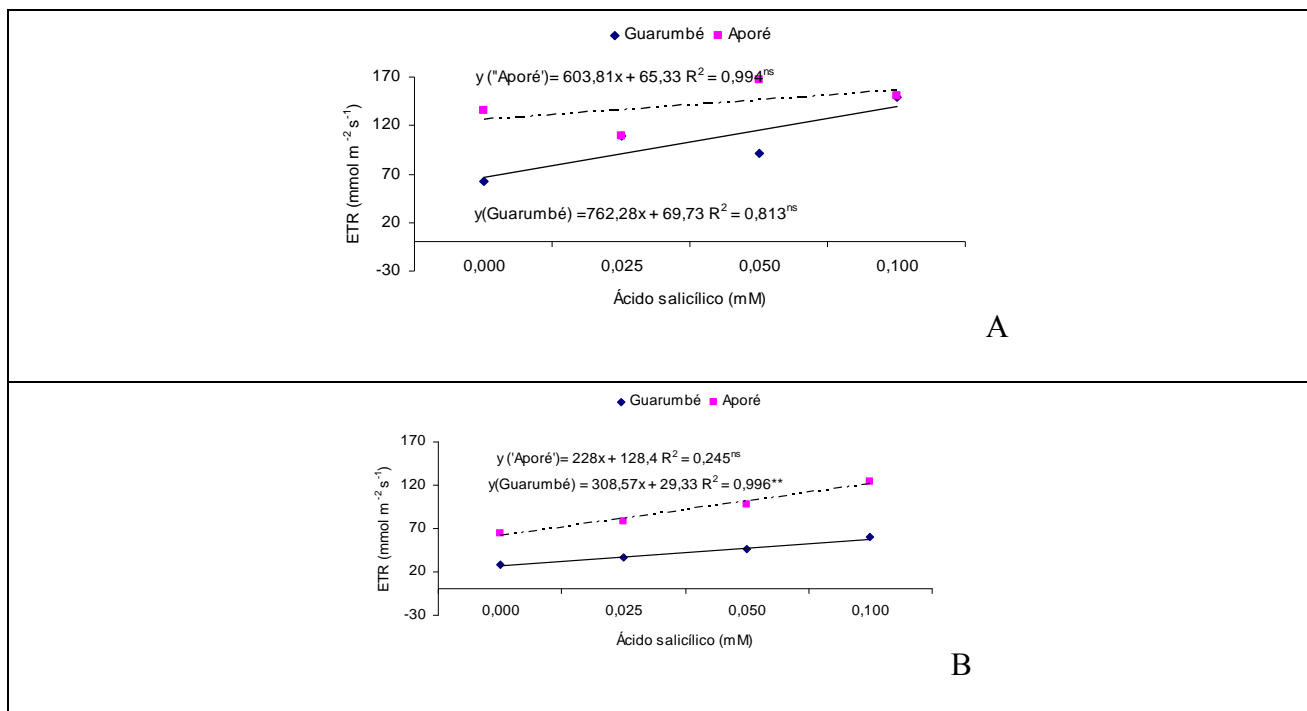 Guarumbé Aporé
y ("Aporé')= 603,81x + 65,33 R² = 0,994ns
170
120
70
20
-30
ETR (mmol m⁻² s⁻¹)
y(Guarumbé) =762,28x + 69,73 R² = 0,813ns
0,000 0,025 0,050 0,100
Ácido salicílico (mM)
A
Guarumbé Aporé
y ('Aporé')= 228x + 128,4 R² = 0,245ns
y(Guarumbé) = 308,57x + 29,33 R² = 0,996**
170
120
70
20
-30
ETR (mmol m⁻² s⁻¹)
0,000 0,025 0,050 0,100
Ácido salicílico (mM)
B